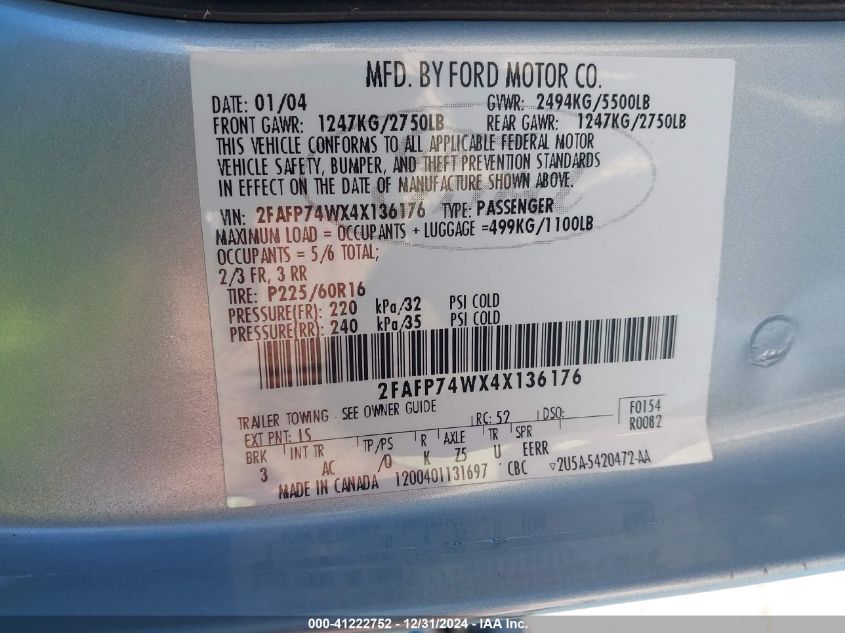 MFD. BY FORD MOTOR CO.
DATE: 01/04 GVWR: 2494KG/5500LB
FRONT GAWR: 1247KG/2750LB REAR GAWR: 1247KG/2750LB
THIS VEHICLE CONFORMS TO ALL APPLICABLE FEDERAL MOTOR
VEHICLE SAFETY, BUMPER, AND THEFT PREVENTION STANDARDS
IN EFFECT ON THE DATE OF MANUFACTURE SHOWN ABOVE.
VIN: 2FAFP74WX4X136176 TYPE: PASSENGER
MAXIMUM LOAD = OCCUPANTS + LUGGAGE =499KG/1100LB
OCCUPANTS = 5/6 TOTAL;
2/3 FR, 3 RR
TIRE: P225/60R16
PRESSURE(FR): 220 kPa/32 PSI COLD
PRESSURE(RR): 240 kPa/35 PSI COLD
2FAFP74WX4X136176
TRAILER TOWING - SEE OWNER GUIDE
EXT PNT: IS RC: 52 DSO: F0154
R0082
BRK INT TR TP/PS R AXLE TR SPR
3 AC /0 K Z5 U EERR
MADE IN CANADA 1200401131697 CBC ▽2U5A-5420472-AA
000-41222752 - 12/31/2024 - IAA Inc.